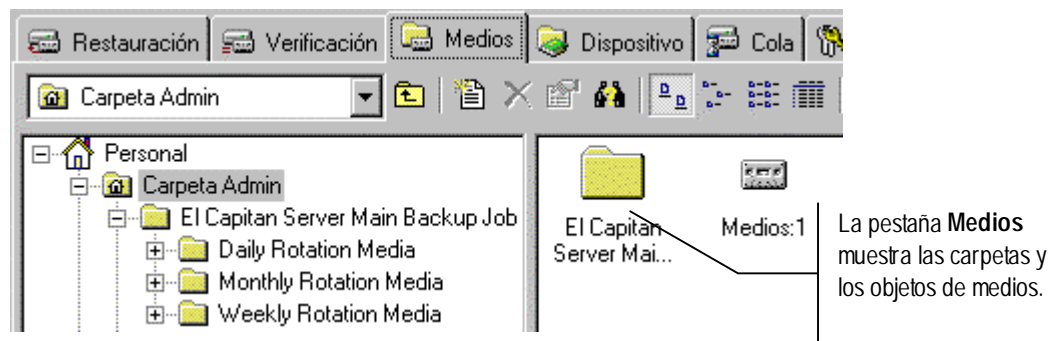 Restauración Verificación Medios Dispositivo Cola
Carpeta Admin
Personal
Carpeta Admin
El Capitan Server Main Backup Job
Daily Rotation Media
Monthly Rotation Media
Weekly Rotation Media
El Capitan
Server Mai...
Medios:1
La pestaña Medios
muestra las carpetas y
los objetos de medios.